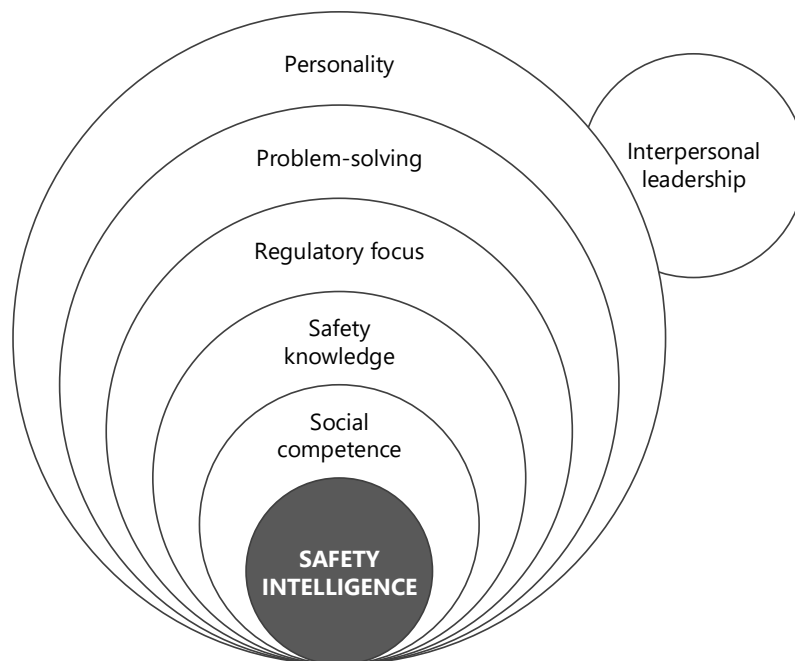 Personality
Interpersonal
leadership
Problem-solving
Regulatory focus
Safety
knowledge
Social
competence
SAFETY
INTELLIGENCE